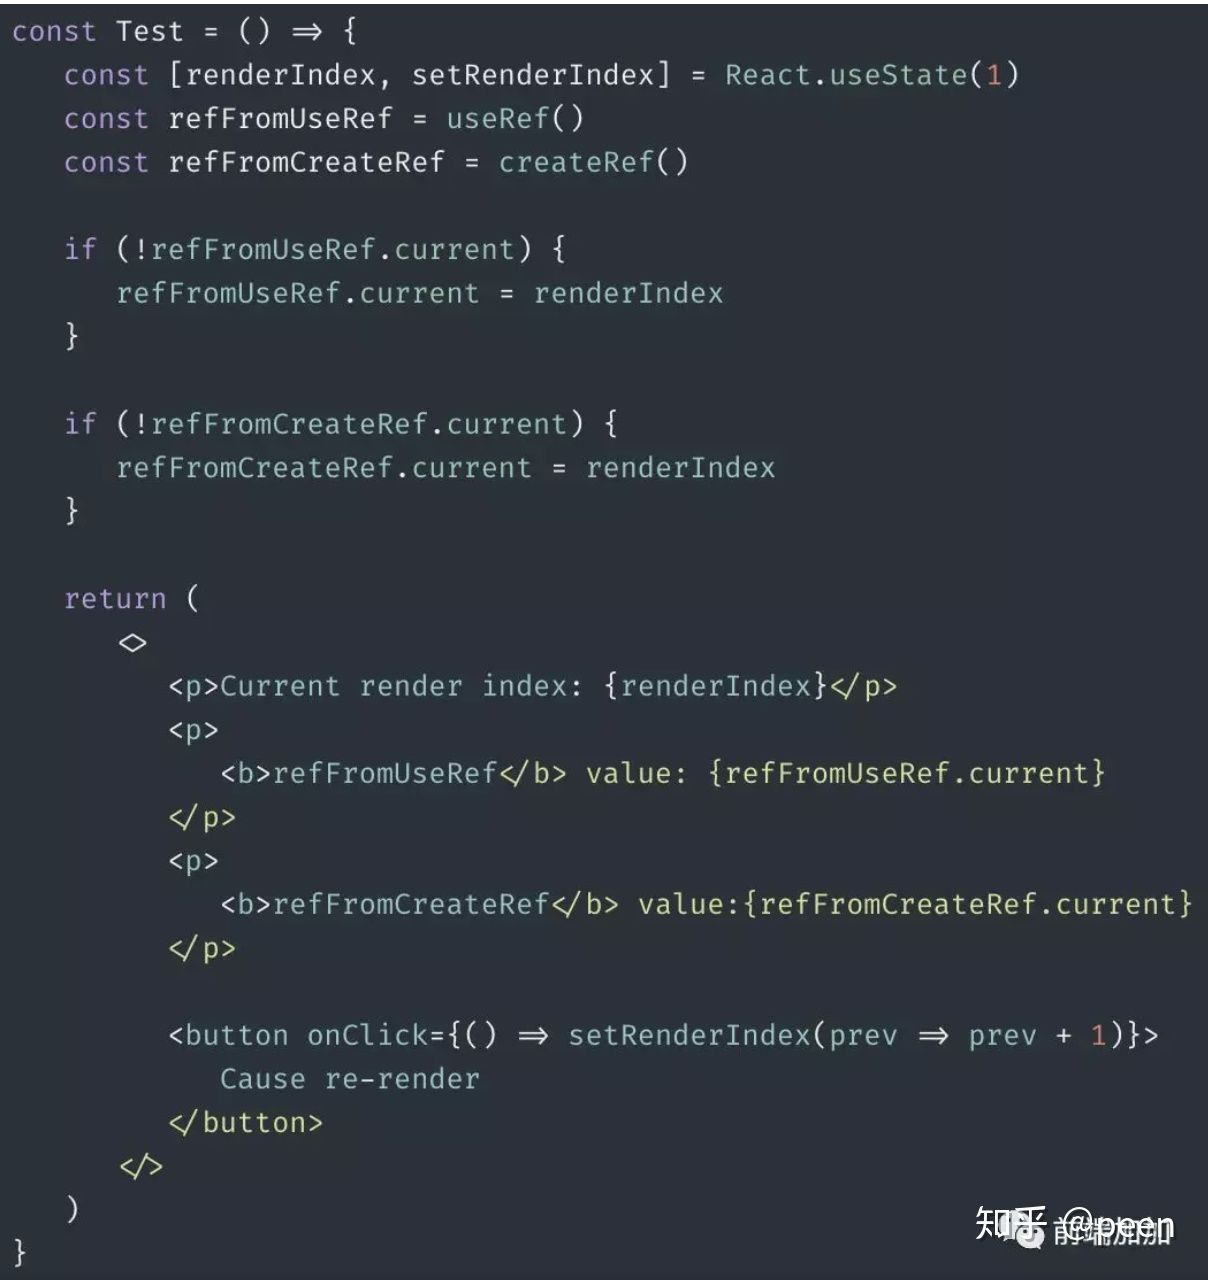 const Test = () => {
const [renderIndex, setRenderIndex] = React.useState(1)
const refFromUseRef = useRef()
const refFromCreateRef = createRef()
if (!refFromUseRef.current) {
refFromUseRef.current = renderIndex
}
if (!refFromCreateRef.current) {
refFromCreateRef.current = renderIndex
}
return (
<>
<p>Current render index: {renderIndex}</p>
<p>
<b>refFromUseRef</b> value: {refFromUseRef.current}
</p>
<p>
<b>refFromCreateRef</b> value:{refFromCreateRef.current}
</p>
<button onClick={() => setRenderIndex(prev => prev + 1)}>
Cause re-render
</button>
</>
)
}
知乎 @peen
前端加加